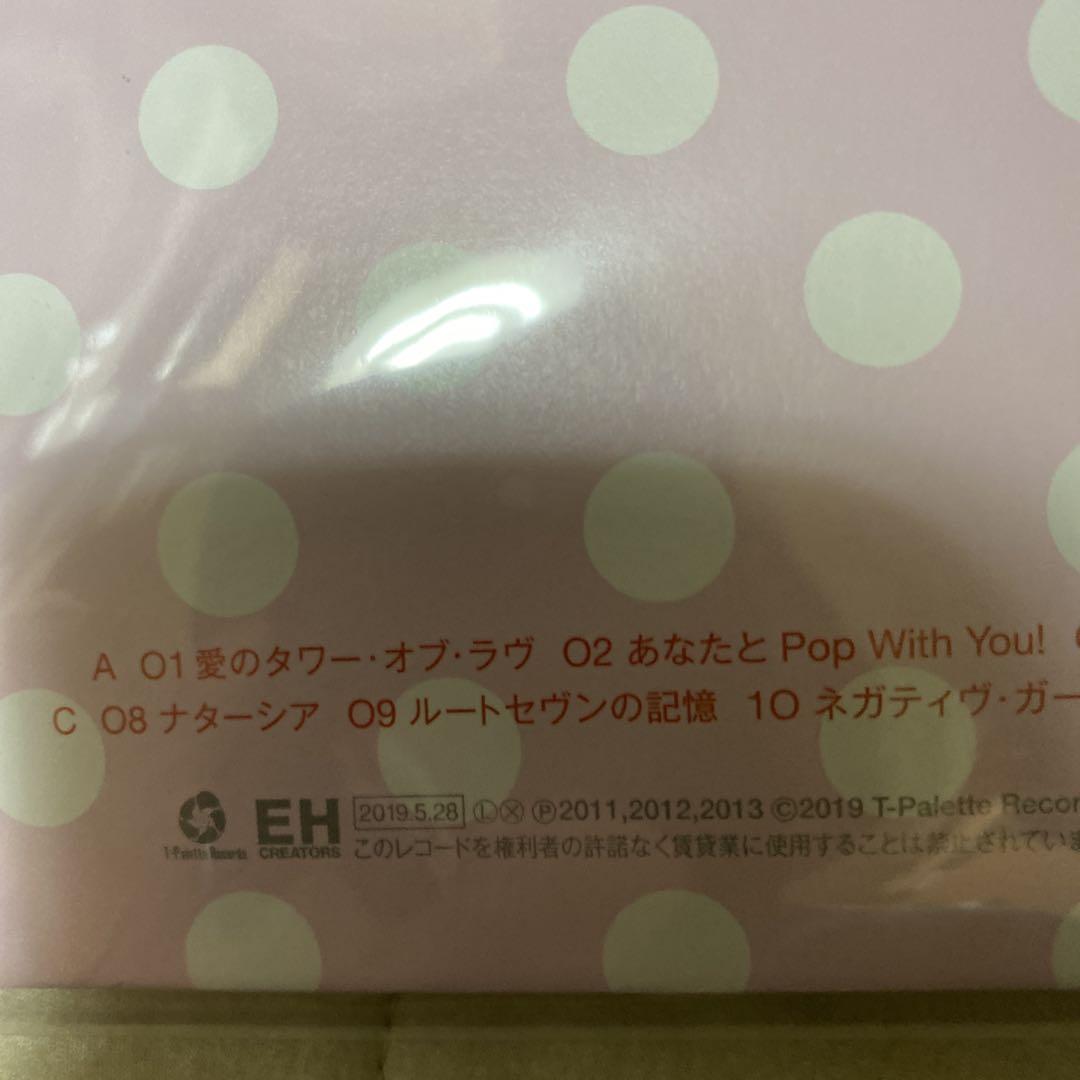 A 01 愛のタワー・オブ・ラヴ 02 あなたと Pop With You!
C 08 ナターシア 09 ルートセヴンの記憶 10 ネガティヴ・ガー
T-Palette Records EH CREATORS 2019.5.28 Ⓛ Ⓧ ℗2011,2012,2013 ©2019 T-Palette Recor
このレコードを権利者の許諾なく賃貸業に使用することは禁止されていま